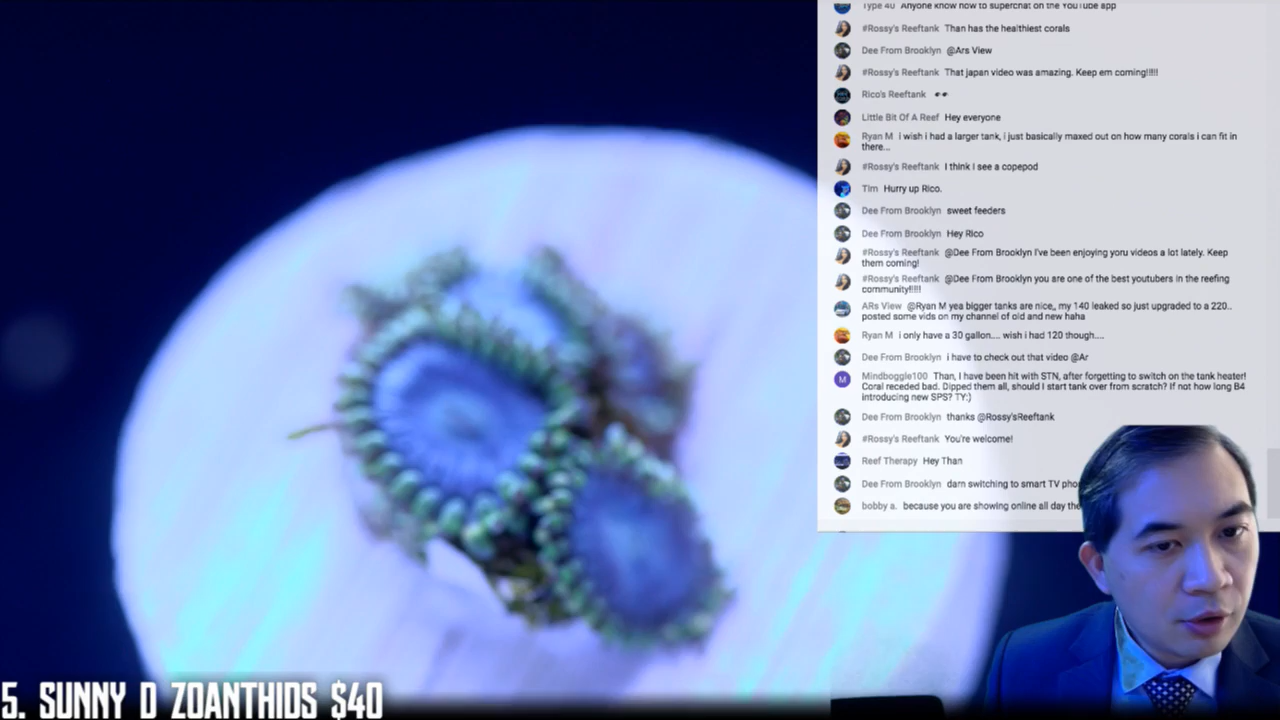 Type 40 Anyone know how to superchat on the YouTube app
#Rossy's Reeftank Than has the healthiest corals
Dee From Brooklyn @Ars View
#Rossy's Reeftank That japan video was amazing. Keep em coming!!!!!
Rico's Reeftank 👀
Little Bit Of A Reef Hey everyone
Ryan M i wish i had a larger tank, i just basically maxed out on how many corals i can fit in
there...
#Rossy's Reeftank I think I see a copepod
Tim Hurry up Rico.
Dee From Brooklyn sweet feeders
Dee From Brooklyn Hey Rico
#Rossy's Reeftank @Dee From Brooklyn I've been enjoying yoru videos a lot lately. Keep
them coming!
#Rossy's Reeftank @Dee From Brooklyn you are one of the best youtubers in the reefing
community!!!!!
ARs View @Ryan M yea bigger tanks are nice, my 140 leaked so just upgraded to a 220..
posted some vids on my channel of old and new haha
Ryan M i only have a 30 gallon.... wish i had 120 though....
Dee From Brooklyn i have to check out that video @Ar
M
Mindboggle100 Than, I have been hit with STN, after forgetting to switch on the tank heater!
Coral receded bad. Dipped them all, should I start tank over from scratch? If not how long B4
introducing new SPS? TY:)
Dee From Brooklyn thanks @Rossy'sReeftank
#Rossy's Reeftank You're welcome!
Reef Therapy Hey Than
Dee From Brooklyn darn switching to smart TV pho
bobby a. because you are showing online all day the
5. SUNNY D ZOANTHIDS $40